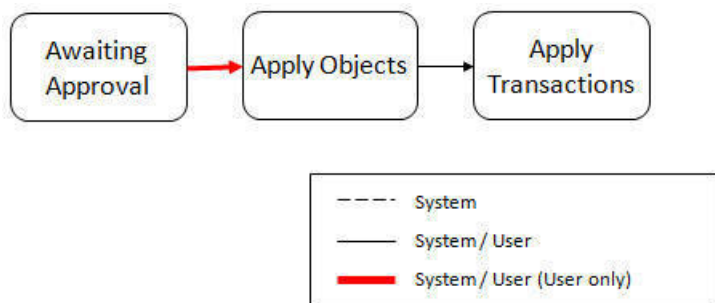 Awaiting
Approval
Apply Objects
Apply
Transactions
System
System / User
System / User (User only)